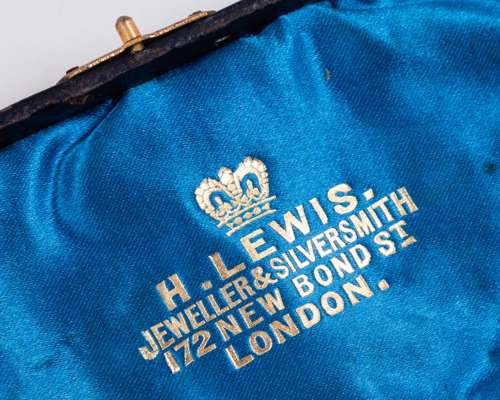 H. LEWIS.
JEWELLER & SILVERSMITH
172 NEW BOND ST
LONDON.